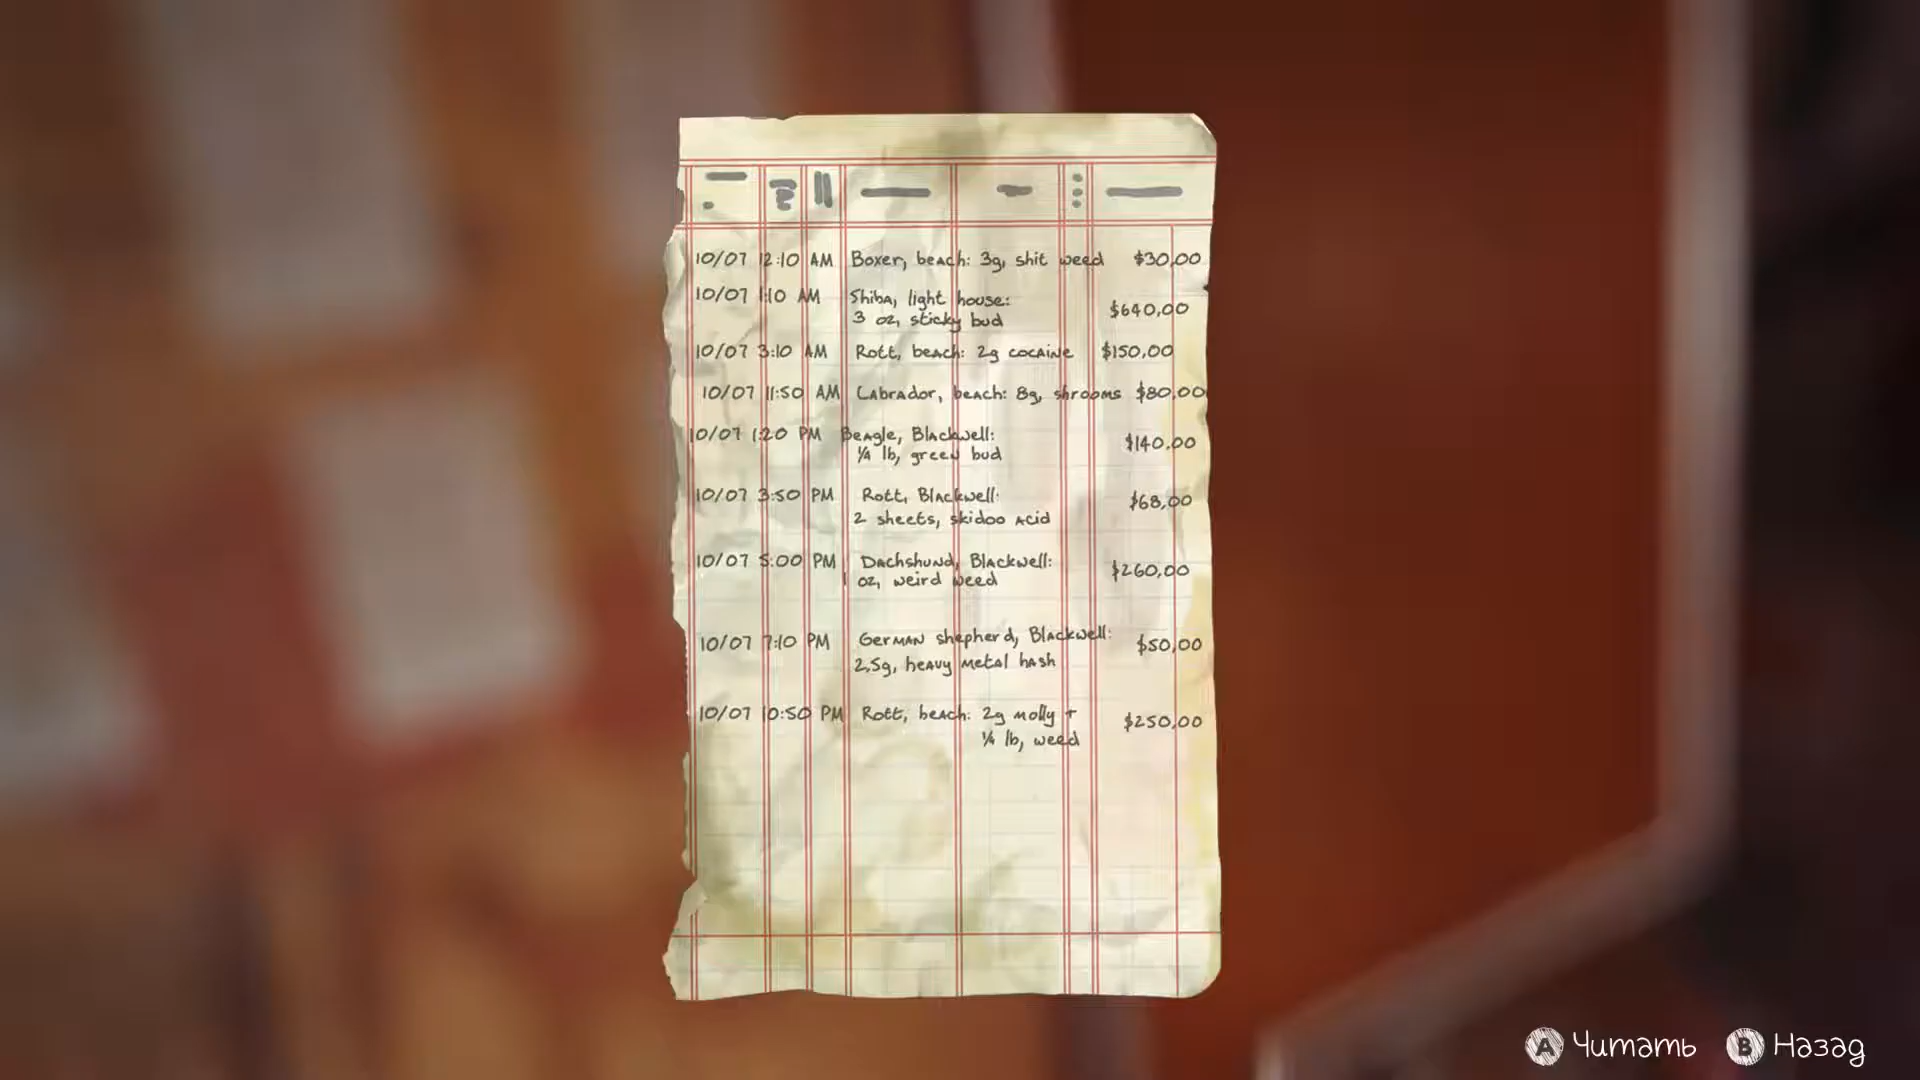 10/07 12:10 AM Boxer, beach: 3g, shit weed $30,00
10/07 1:10 AM Shiba, light house:
3 oz, sticky bud $640,00
10/07 3:10 AM Rott, beach: 2g cocaine $150,00
10/07 11:50 AM Labrador, beach: 8g, shrooms $80,00
10/07 1:20 PM Beagle, Blackwell:
1/4 lb, green bud $140,00
10/07 3:50 PM Rott, Blackwell:
2 sheets, skidoo acid $68,00
10/07 5:00 PM Dachshund, Blackwell:
1 oz, weird weed $260,00
10/07 7:10 PM German shepherd, Blackwell: $50,00
2,5g, heavy metal hash
10/07 10:50 PM Rott, beach: 2g molly + $250,00
1/4 lb, weed
A Читать B Назад